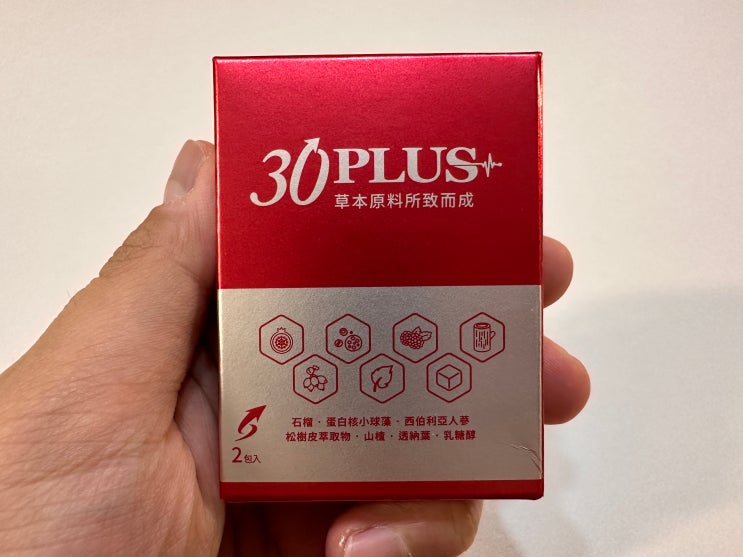 30 PLUS
草本原料所致而成
石榴・蛋白核小球藻・西伯利亞人蔘
松樹皮萃取物・山楂・透納葉・乳糖醇
2包入